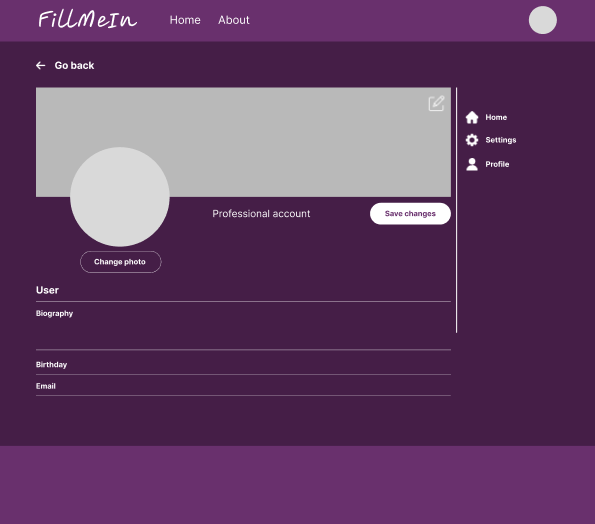 FillMeIn
Home
About
Go back
Home
Settings
Profile
Professional account
Save changes
Change photo
User
Biography
Birthday
Email